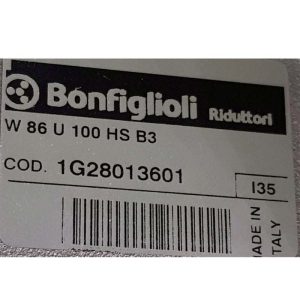 Bonfiglioli Riduttori
W 86 U 100 HS B3
COD. 1G28013601
I35
MADE IN
ITALY